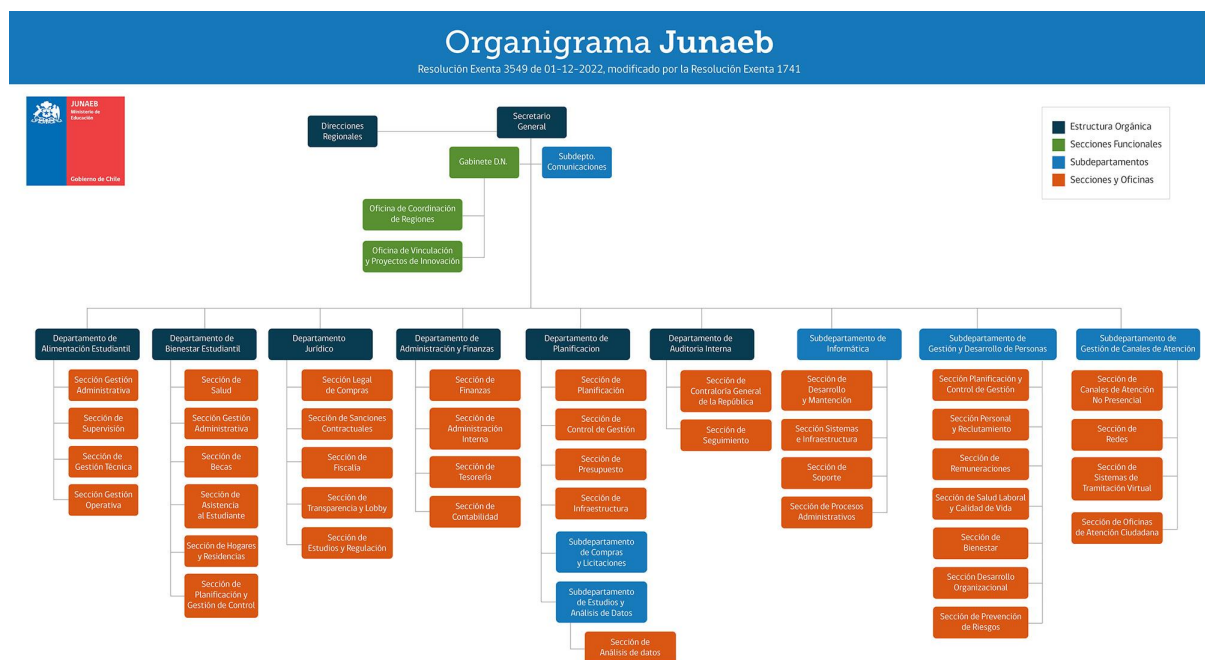 Organigrama Junaeb
Resolución Exenta 3549 de 01-12-2022, modificado por la Resolución Exenta 1741
JUNAEB
Ministerio de
Educación
Gobierno de Chile
Secretario
General
Direcciones
Regionales
Gabinete D.N.
Subdepto.
Comunicaciones
Oficina de Coordinación
de Regiones
Oficina de Vinculación
y Proyectos de Innovación
Estructura Orgánica
Secciones Funcionales
Subdepartamentos
Secciones y Oficinas
Departamento de
Alimentación Estudiantil
Sección Gestión
Administrativa
Sección de
Supervisión
Sección de
Gestión Técnica
Sección Gestión
Operativa
Departamento de
Bienestar Estudiantil
Sección de
Salud
Sección Gestión
Administrativa
Sección de
Becas
Sección de
Asistencia
al Estudiante
Sección de Hogares
y Residencias
Sección de
Planificación y
Gestión de Control
Departamento
Jurídico
Sección Legal
de Compras
Sección de Sanciones
Contractuales
Sección de
Fiscalía
Sección de
Transparencia y Lobby
Sección de
Estudios y Regulación
Departamento de
Administración y Finanzas
Sección de
Finanzas
Sección de
Administración
Interna
Sección de
Tesorería
Sección de
Contabilidad
Departamento de
Planificacion
Sección de
Planificación
Sección de
Control de Gestión
Sección de
Presupuesto
Sección de
Infraestructura
Subdepartamento
de Compras
y Licitaciones
Subdepartamento
de Estudios y
Análisis de Datos
Sección de
Análisis de datos
Departamento de
Auditoria Interna
Sección de
Contraloría General
de la República
Sección de
Seguimiento
Subdepartamento de
Informática
Sección de
Desarrollo
y Mantención
Sección Sistemas
e Infraestructura
Sección de
Soporte
Sección de Procesos
Administrativos
Subdepartamento de
Gestión y Desarrollo de Personas
Sección Planificación y
Control de Gestión
Sección Personal
y Reclutamiento
Sección de
Remuneraciones
Sección de Salud Laboral
y Calidad de Vida
Sección de
Bienestar
Sección Desarrollo
Organizacional
Sección de Prevención
de Riesgos
Subdepartamento de
Gestión de Canales de Atención
Sección de
Canales de Atención
No Presencial
Sección de
Redes
Sección de
Sistemas de
Tramitación Virtual
Sección de Oficinas
de Atención Ciudadana